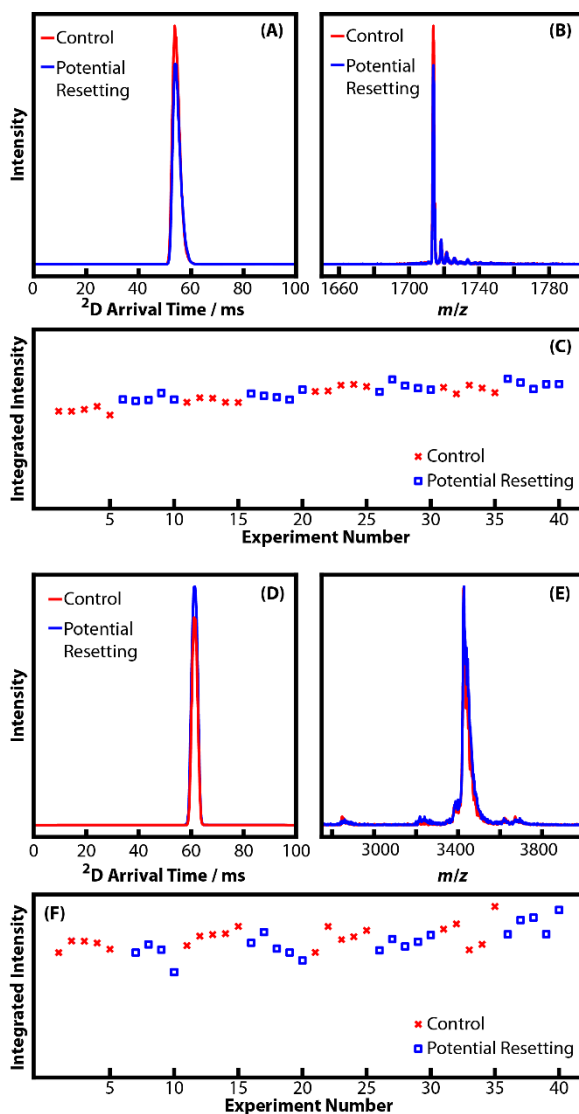 (A)
Control
Potential
Resetting
Intensity
0 20 40 60 80 100
²D Arrival Time / ms
(B)
Control
Potential
Resetting
1660 1700 1740 1780
m/z
(C)
Integrated Intensity
Control
Potential Resetting
5 10 15 20 25 30 35 40
Experiment Number
(D)
Control
Potential
Resetting
Intensity
0 20 40 60 80 100
²D Arrival Time / ms
(E)
3000 3400 3800
m/z
(F)
Integrated Intensity
Control
Potential Resetting
5 10 15 20 25 30 35 40
Experiment Number